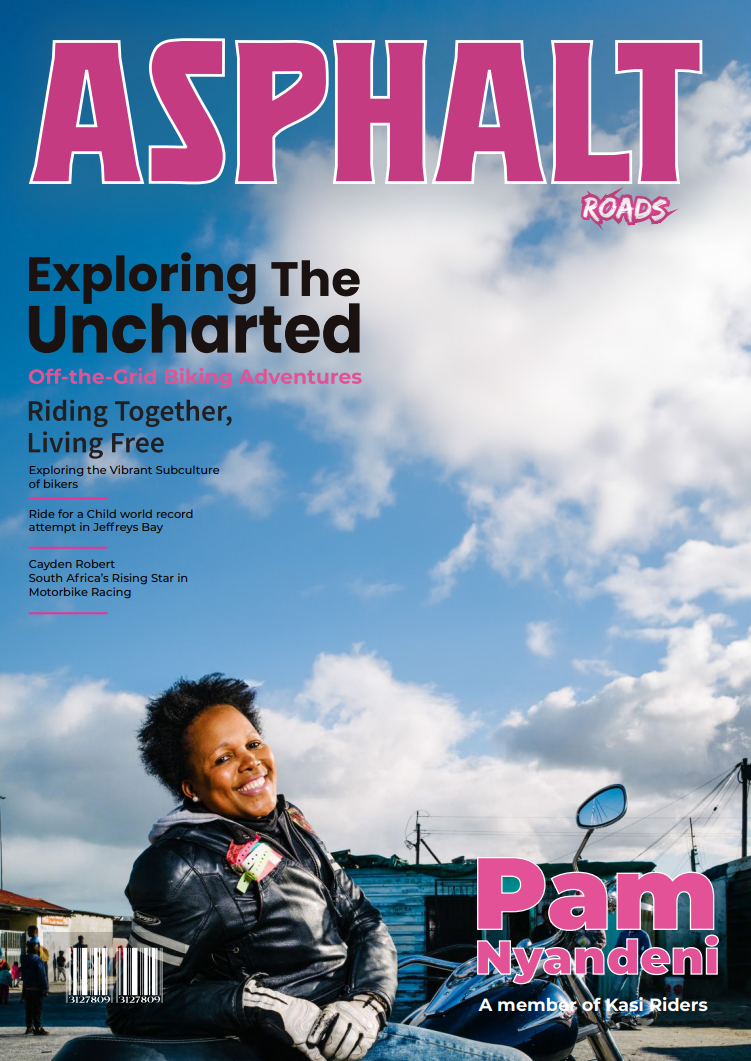 ASPHALT
ROADS
Exploring The
Uncharted
Off-the-Grid Biking Adventures
Riding Together,
Living Free
Exploring the Vibrant Subculture
of bikers
Ride for a Child world record
attempt in Jeffreys Bay
Cayden Robert
South Africa's Rising Star in
Motorbike Racing
Pam
Nyandeni
A member of Kasi Riders
3127809 3127809